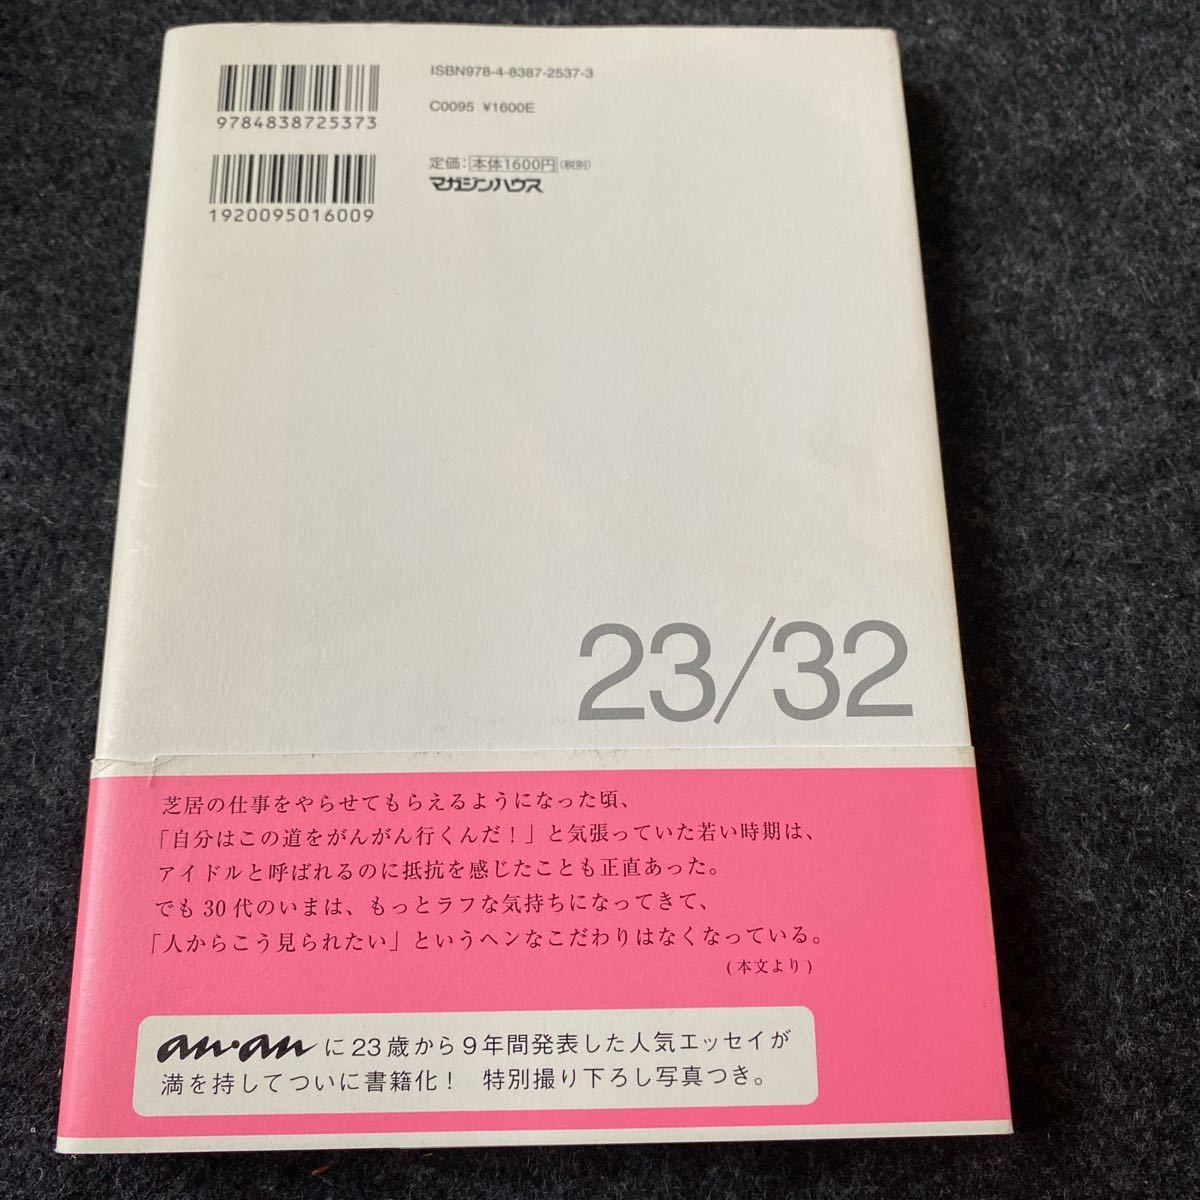 ISBN978-4-8387-2537-3
9784838725373
C0095 ¥1600E
定価：本体1600円（税別）
マガジンハウス
1920095016009
23/32
芝居の仕事をやらせてもらえるようになった頃、
「自分はこの道をがんがん行くんだ！」と気張っていた若い時期は、
アイドルと呼ばれるのに抵抗を感じたことも正直あった。
でも30代のいまは、もっとラフな気持ちになってきて、
「人からこう見られたい」というヘンなこだわりはなくなっている。
(本文より)
an・anに23歳から9年間発表した人気エッセイが
満を持してついに書籍化！　特別撮り下ろし写真つき。